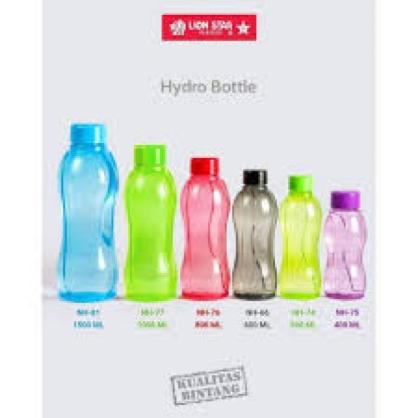 LION STAR
Hydro Bottle
NH-81 NH-77 NH-76 NH-66 NH-74 NH-75
1500 ML 1000 ML 800 ML 600 ML 500 ML 400 ML
KUALITAS
BINTANG